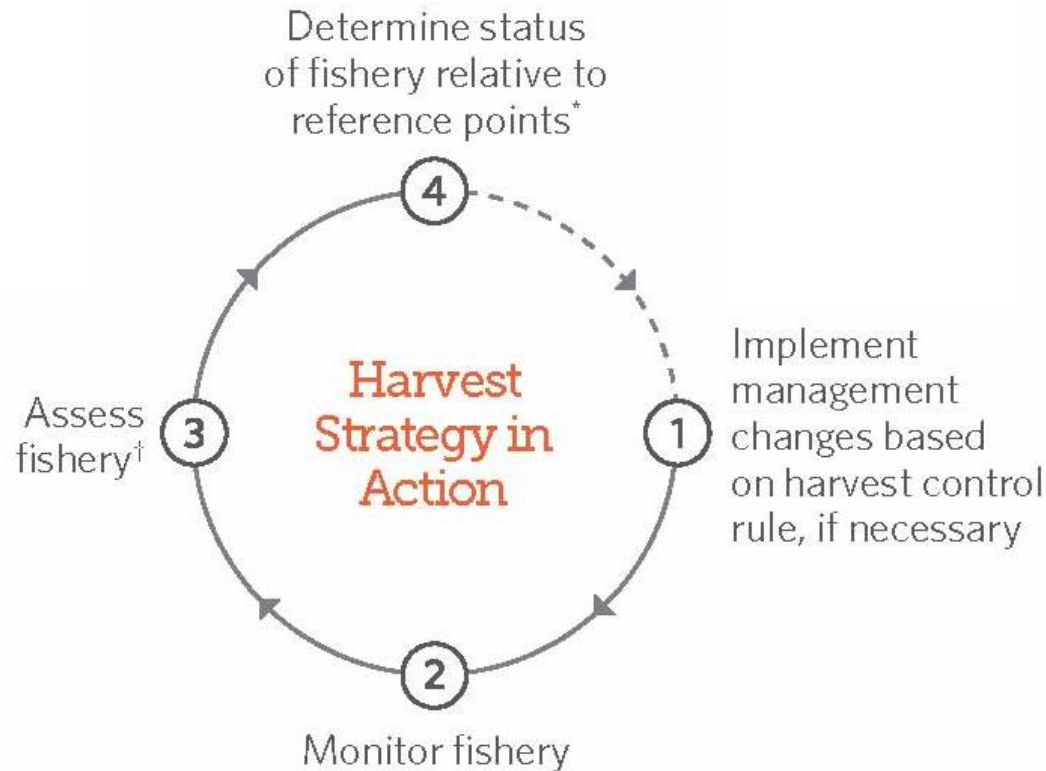 Determine status
of fishery relative to
reference points*
4
Implement
management
changes based
on harvest control
rule, if necessary
1
Harvest
Strategy in
Action
Assess
fishery†
3
2
Monitor fishery